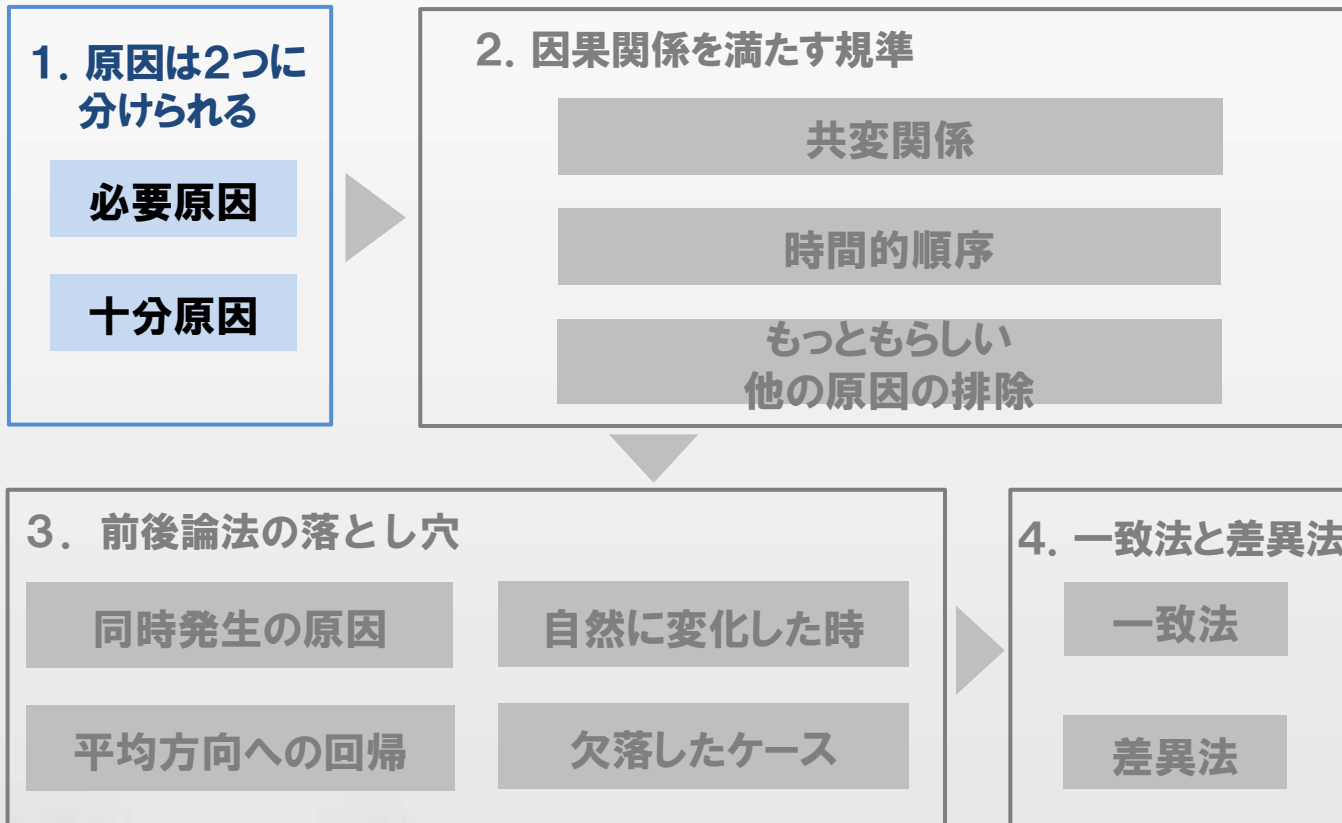 1. 原因は2つに
分けられる
必要原因
十分原因
2. 因果関係を満たす規準
共変関係
時間的順序
もっともらしい
他の原因の排除
3. 前後論法の落とし穴
同時発生の原因
自然に変化した時
平均方向への回帰
欠落したケース
4. 一致法と差異法
一致法
差異法